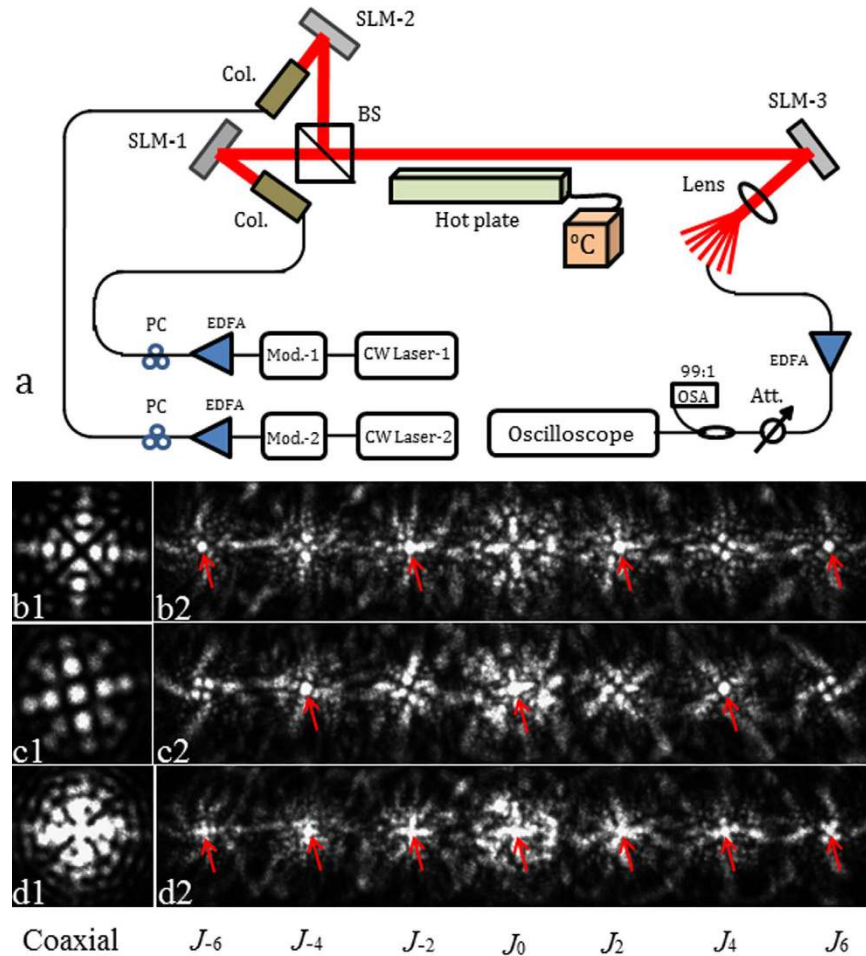 SLM-2
Col.
BS
SLM-1
SLM-3
Lens
Col.
Hot plate
ºC
PC
EDFA
Mod.-1
CW Laser-1
EDFA
a
99:1
OSA
Att.
PC
EDFA
Mod.-2
CW Laser-2
Oscilloscope
b1
b2
c1
c2
d1
d2
Coaxial J-6 J-4 J-2 J0 J2 J4 J6